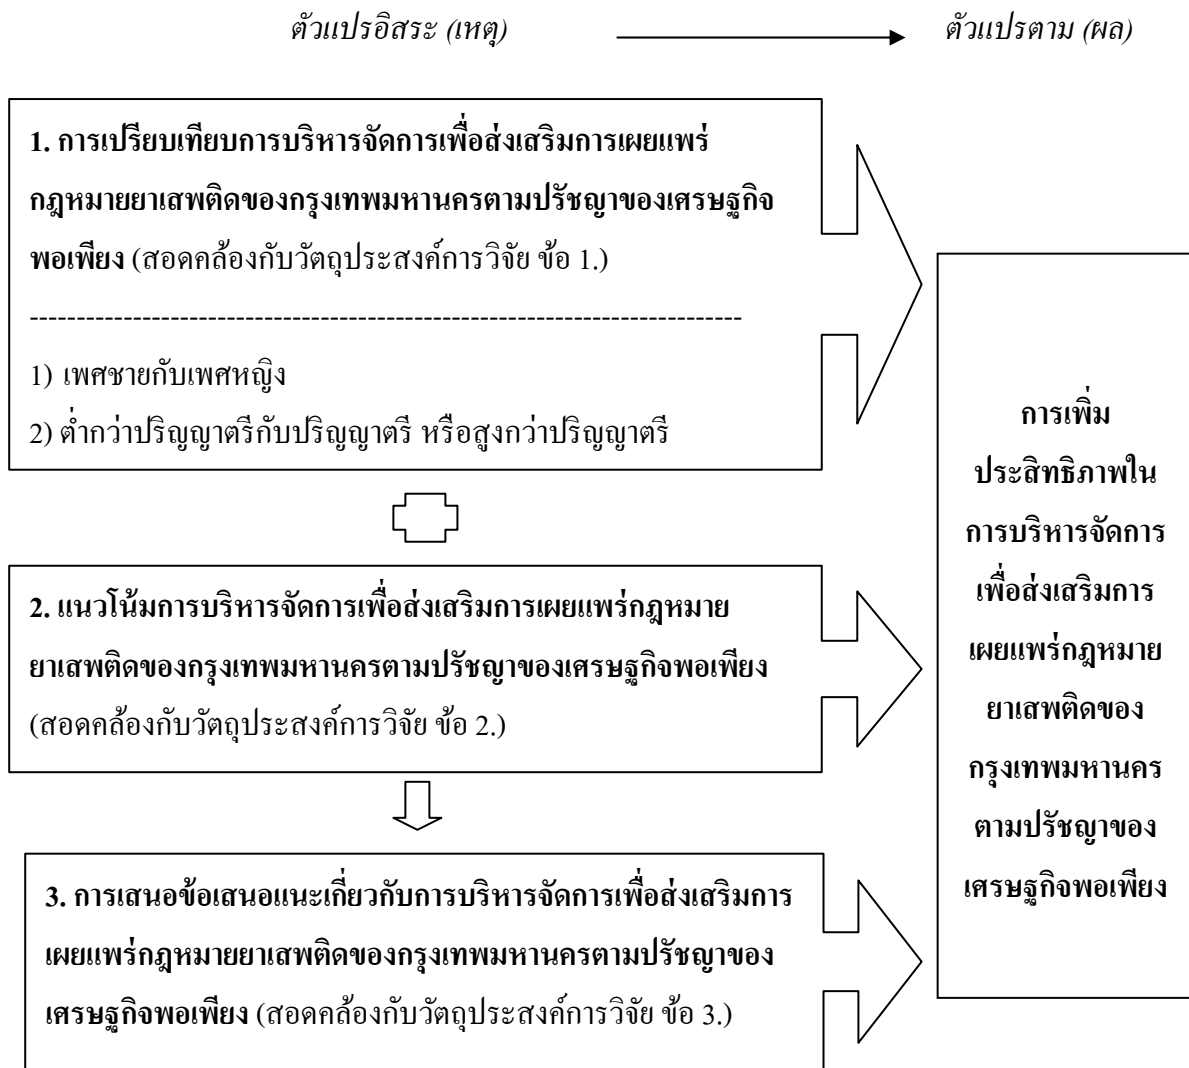 ตัวแปรอิสระ (เหตุ)
ตัวแปรตาม (ผล)
1. การเปรียบเทียบการบริหารจัดการเพื่อส่งเสริมการเผยแพร่
กฎหมายยาเสพติดของกรุงเทพมหานครตามปรัชญาของเศรษฐกิจ
พอเพียง (สอดคล้องกับวัตถุประสงค์การวิจัย ข้อ 1.)
----------------------------------------------------------------------------
1) เพศชายกับเพศหญิง
2) ต่ำกว่าปริญญาตรีกับปริญญาตรี หรือสูงกว่าปริญญาตรี
2. แนวโน้มการบริหารจัดการเพื่อส่งเสริมการเผยแพร่กฎหมาย
ยาเสพติดของกรุงเทพมหานครตามปรัชญาของเศรษฐกิจพอเพียง
(สอดคล้องกับวัตถุประสงค์การวิจัย ข้อ 2.)
3. การเสนอข้อเสนอแนะเกี่ยวกับการบริหารจัดการเพื่อส่งเสริมการ
เผยแพร่กฎหมายยาเสพติดของกรุงเทพมหานครตามปรัชญาของ
เศรษฐกิจพอเพียง (สอดคล้องกับวัตถุประสงค์การวิจัย ข้อ 3.)
การเพิ่ม
ประสิทธิภาพใน
การบริหารจัดการ
เพื่อส่งเสริมการ
เผยแพร่กฎหมาย
ยาเสพติดของ
กรุงเทพมหานคร
ตามปรัชญาของ
เศรษฐกิจพอเพียง